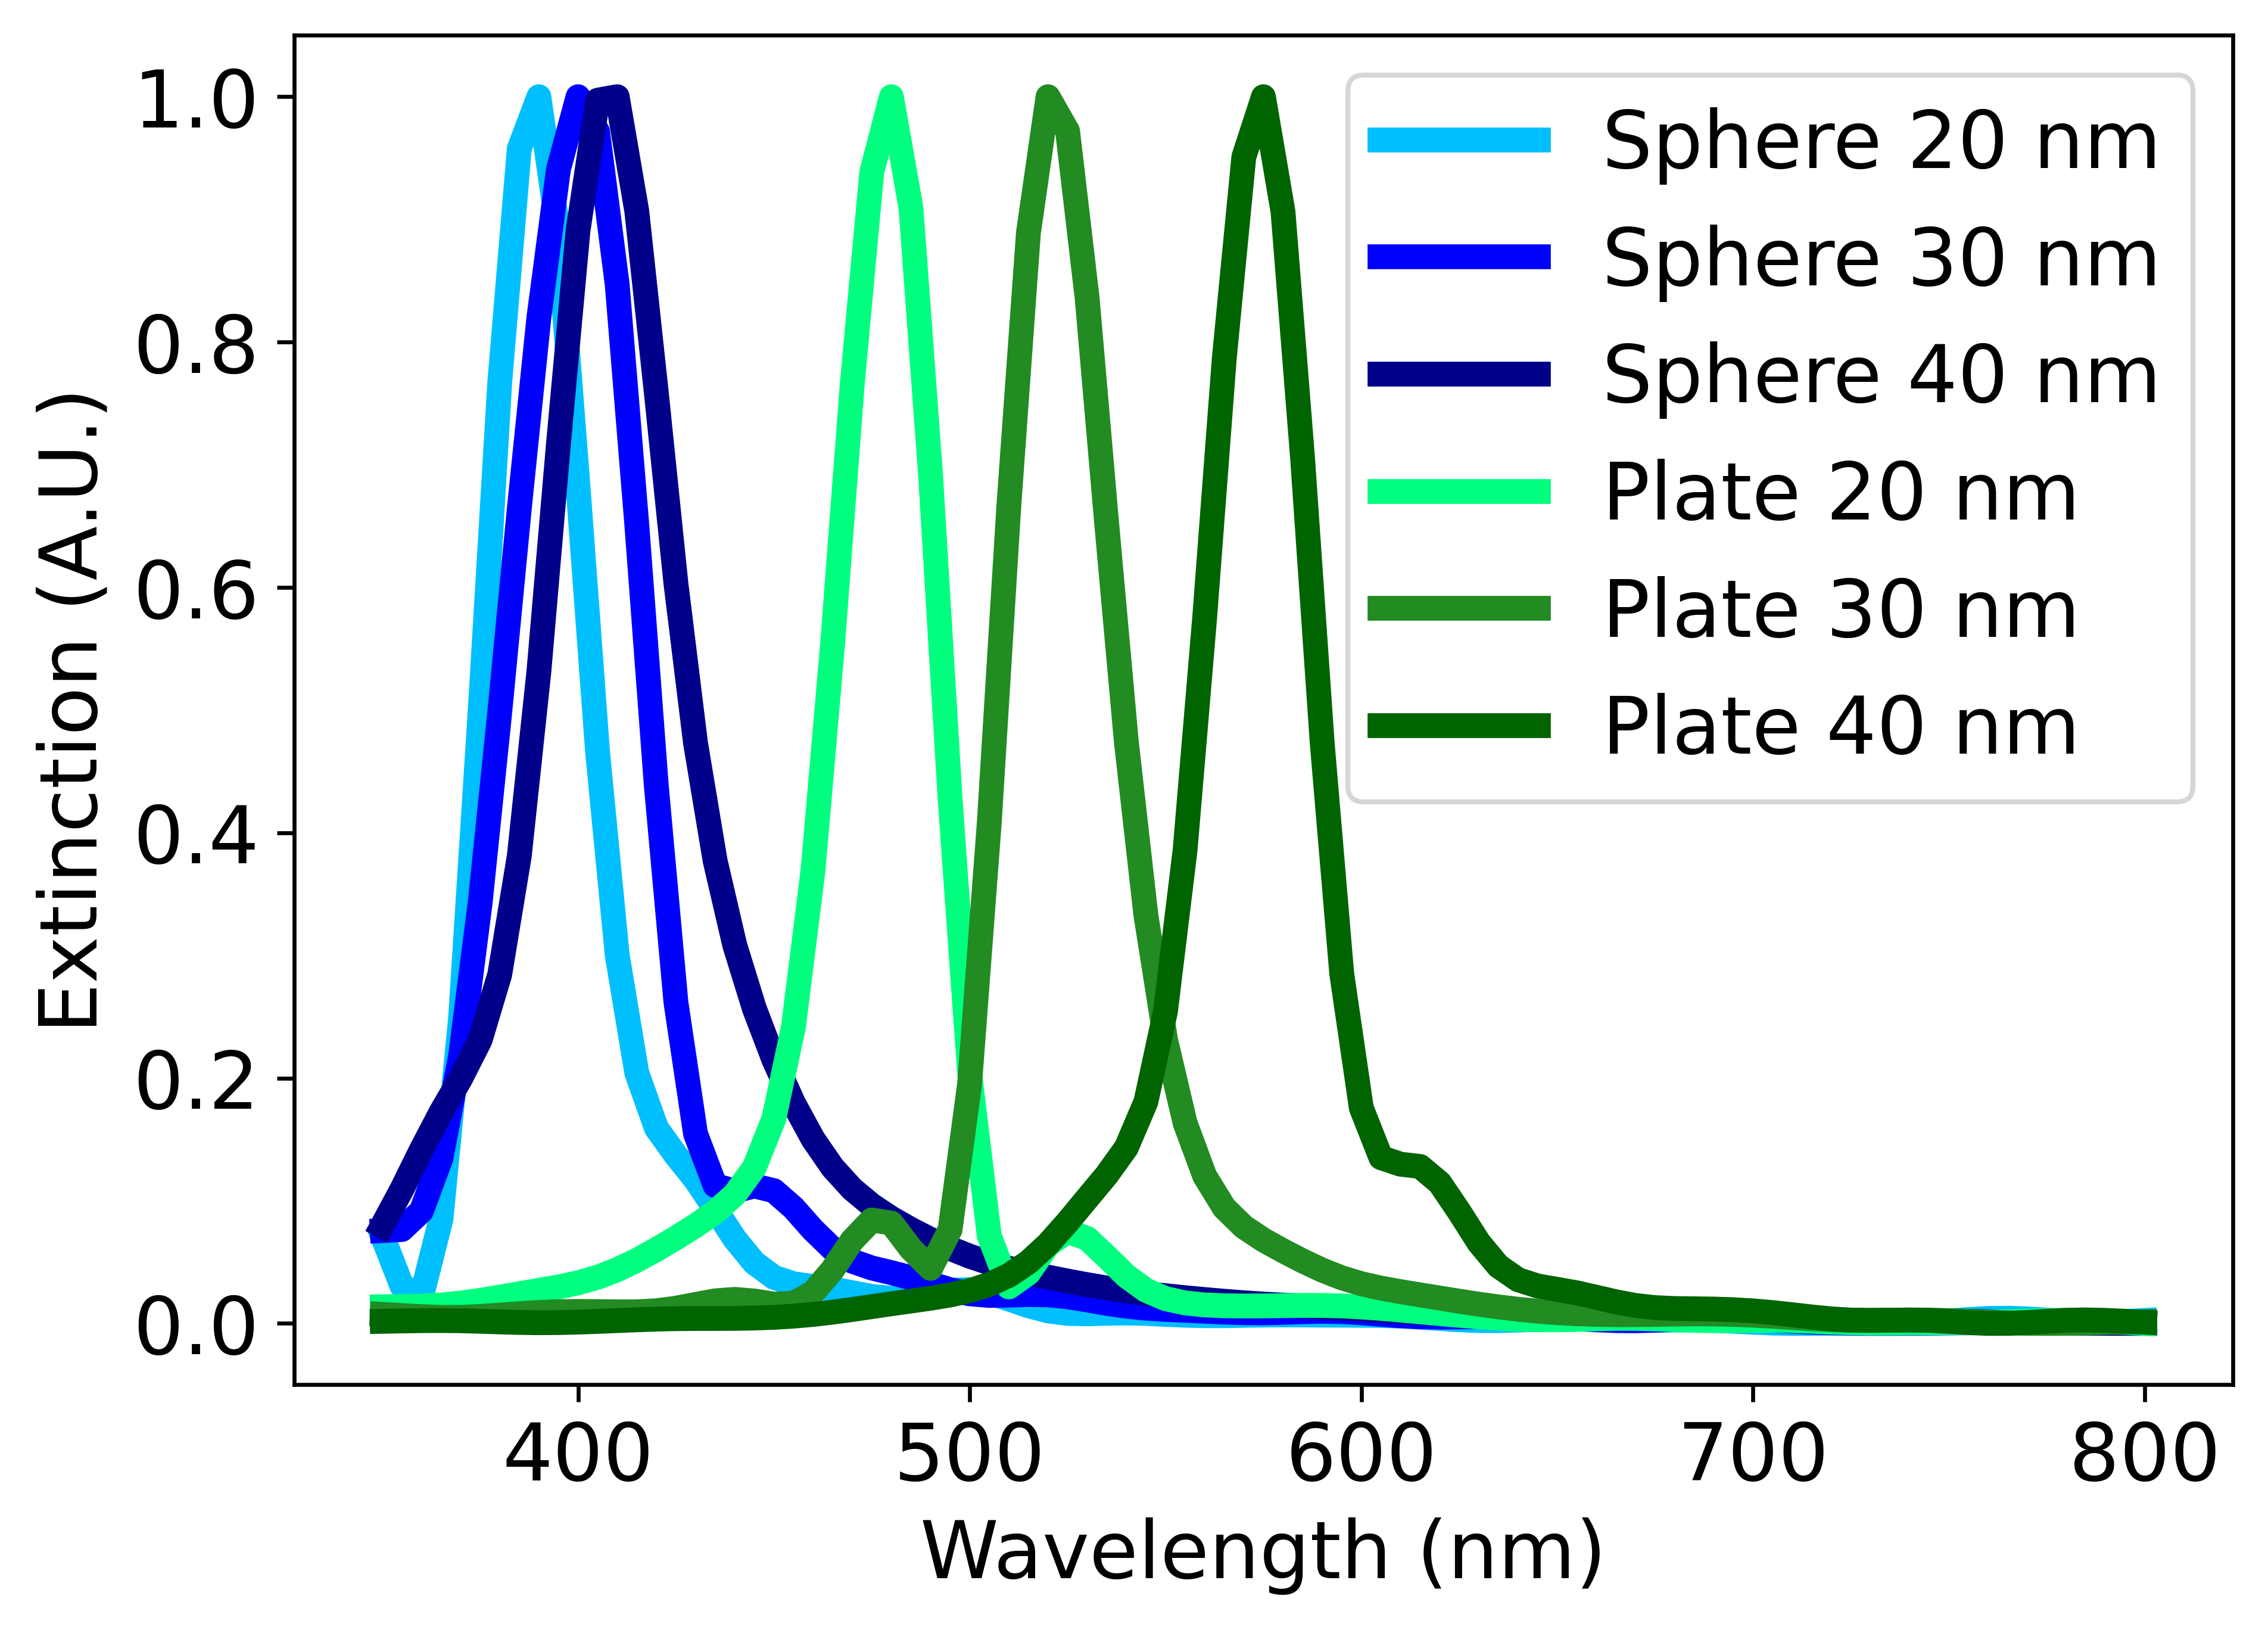 1.0
0.8
0.6
0.4
0.2
0.0
Extinction (A.U.)
Sphere 20 nm
Sphere 30 nm
Sphere 40 nm
Plate 20 nm
Plate 30 nm
Plate 40 nm
400
500
600
700
800
Wavelength (nm)